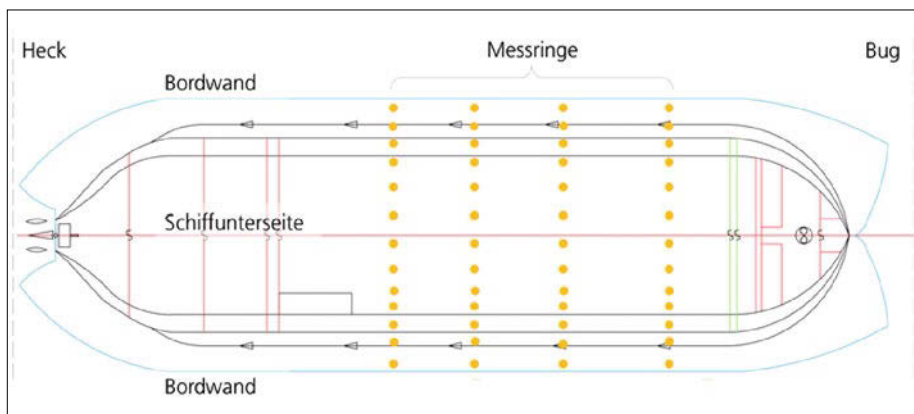 Heck
Messringe
Bug
Bordwand
Schiffunterseite
Bordwand